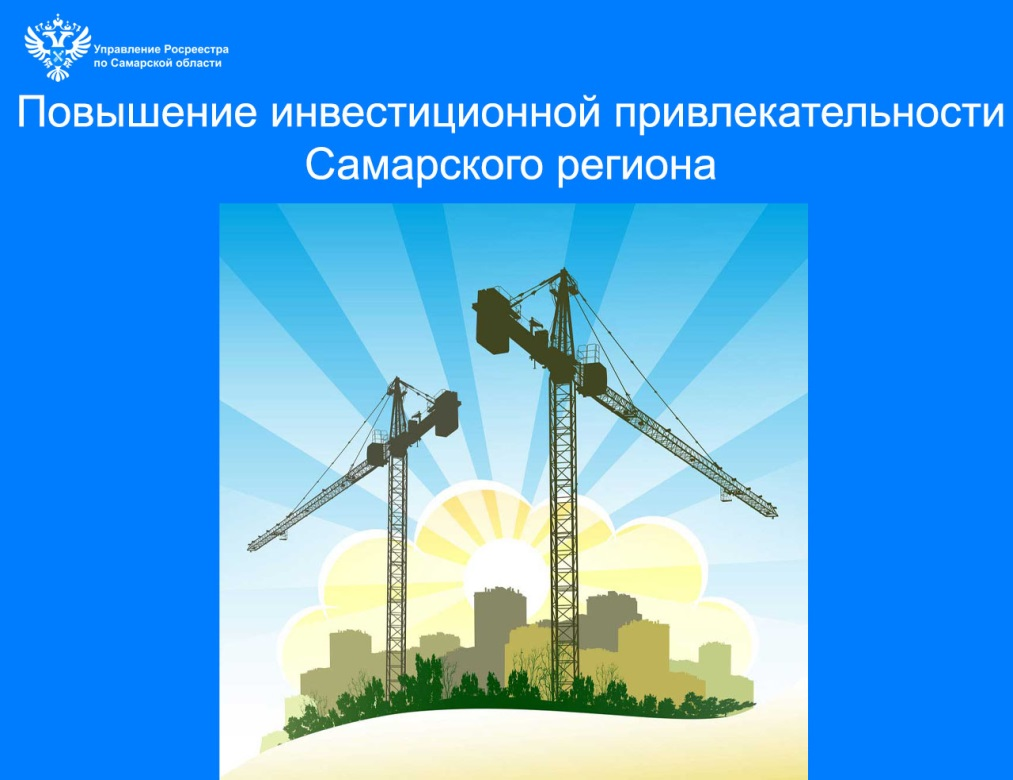 Управление Росреестра
по Самарской области
Повышение инвестиционной привлекательности
Самарского региона